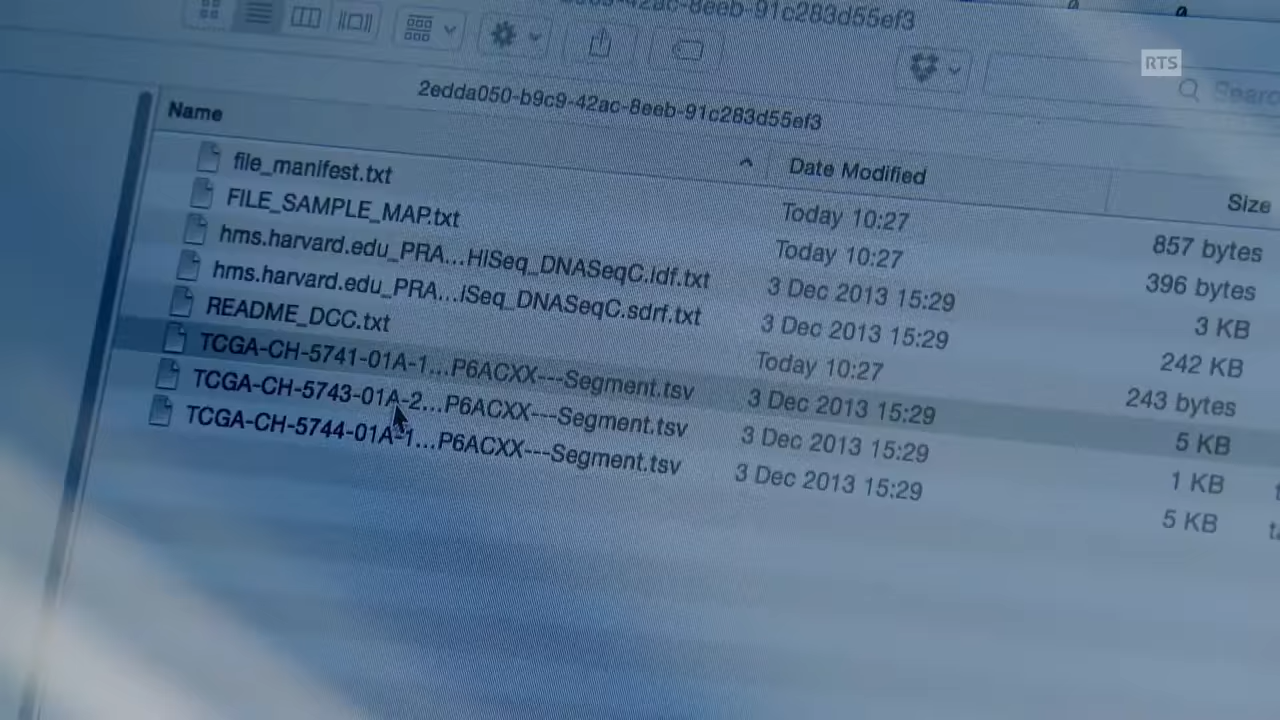 RTS
2edda050-b9c9-42ac-8eeb-91c283d55ef3
Name Date Modified Size
file_manifest.txt Today 10:27 857 bytes
FILE_SAMPLE_MAP.txt Today 10:27 396 bytes
hms.harvard.edu_PRA...HiSeq_DNASeqC.idf.txt 3 Dec 2013 15:29 3 KB
hms.harvard.edu_PRA...iSeq_DNASeqC.sdrf.txt 3 Dec 2013 15:29 242 KB
README_DCC.txt Today 10:27 243 bytes
TCGA-CH-5741-01A-1...P6ACXX---Segment.tsv 3 Dec 2013 15:29 5 KB
TCGA-CH-5743-01A-2...P6ACXX---Segment.tsv 3 Dec 2013 15:29 1 KB
TCGA-CH-5744-01A-1...P6ACXX---Segment.tsv 3 Dec 2013 15:29 5 KB